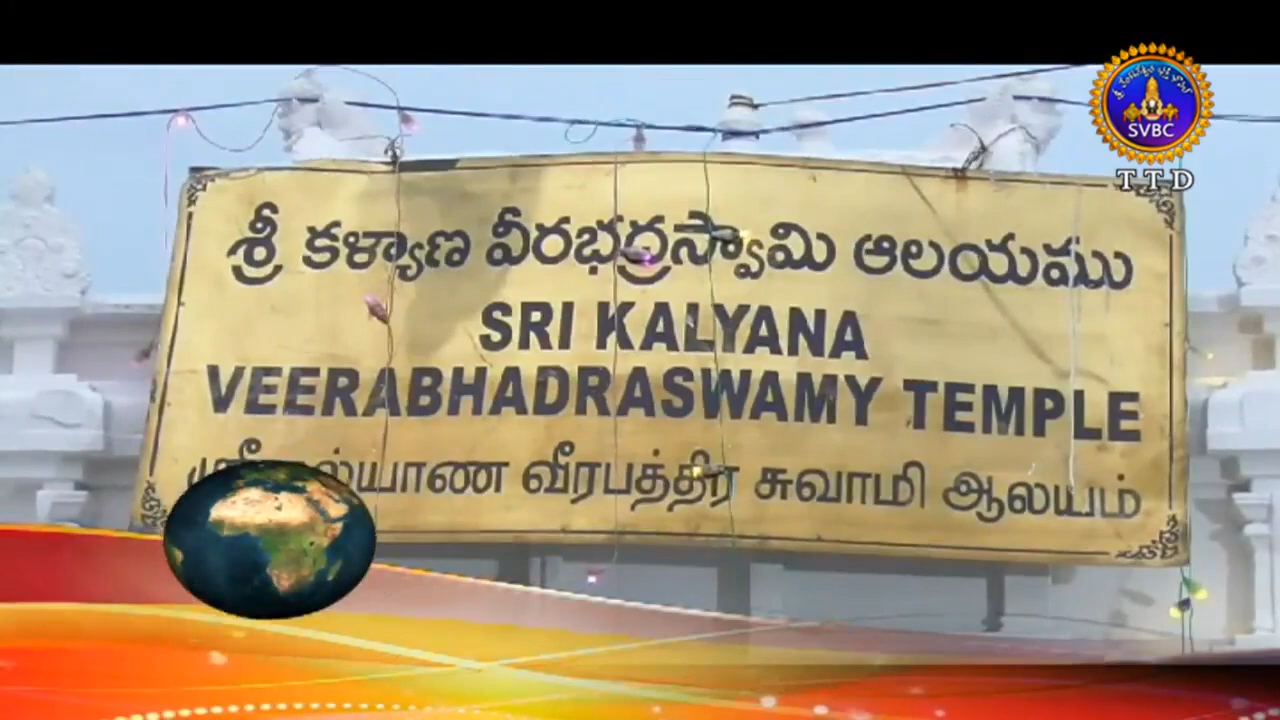 శ్రీ కళ్యాణ వీరభద్రస్వామి ఆలయము
SRI KALYANA
VEERABHADRASWAMY TEMPLE
வீரபத்திர சுவாமி ஆலயம்
SVBC
TTD